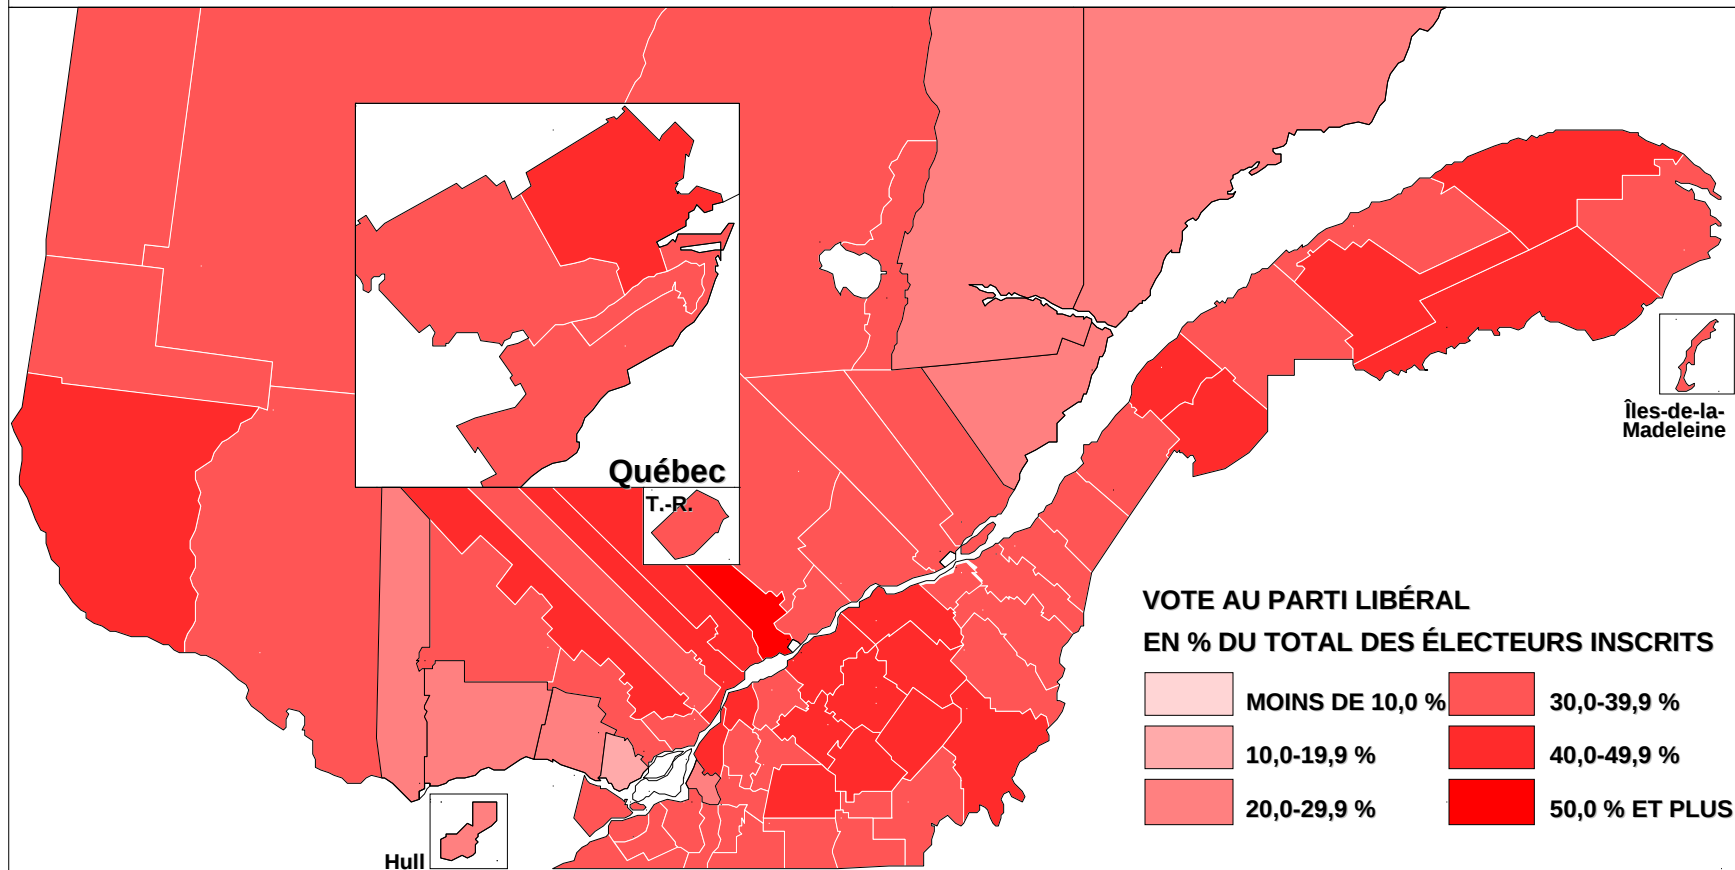 Québec
T.-R.
Îles-de-la-
Madeleine
VOTE AU PARTI LIBÉRAL
EN % DU TOTAL DES ÉLECTEURS INSCRITS
MOINS DE 10,0 %
30,0-39,9 %
10,0-19,9 %
40,0-49,9 %
20,0-29,9 %
50,0 % ET PLUS
Hull